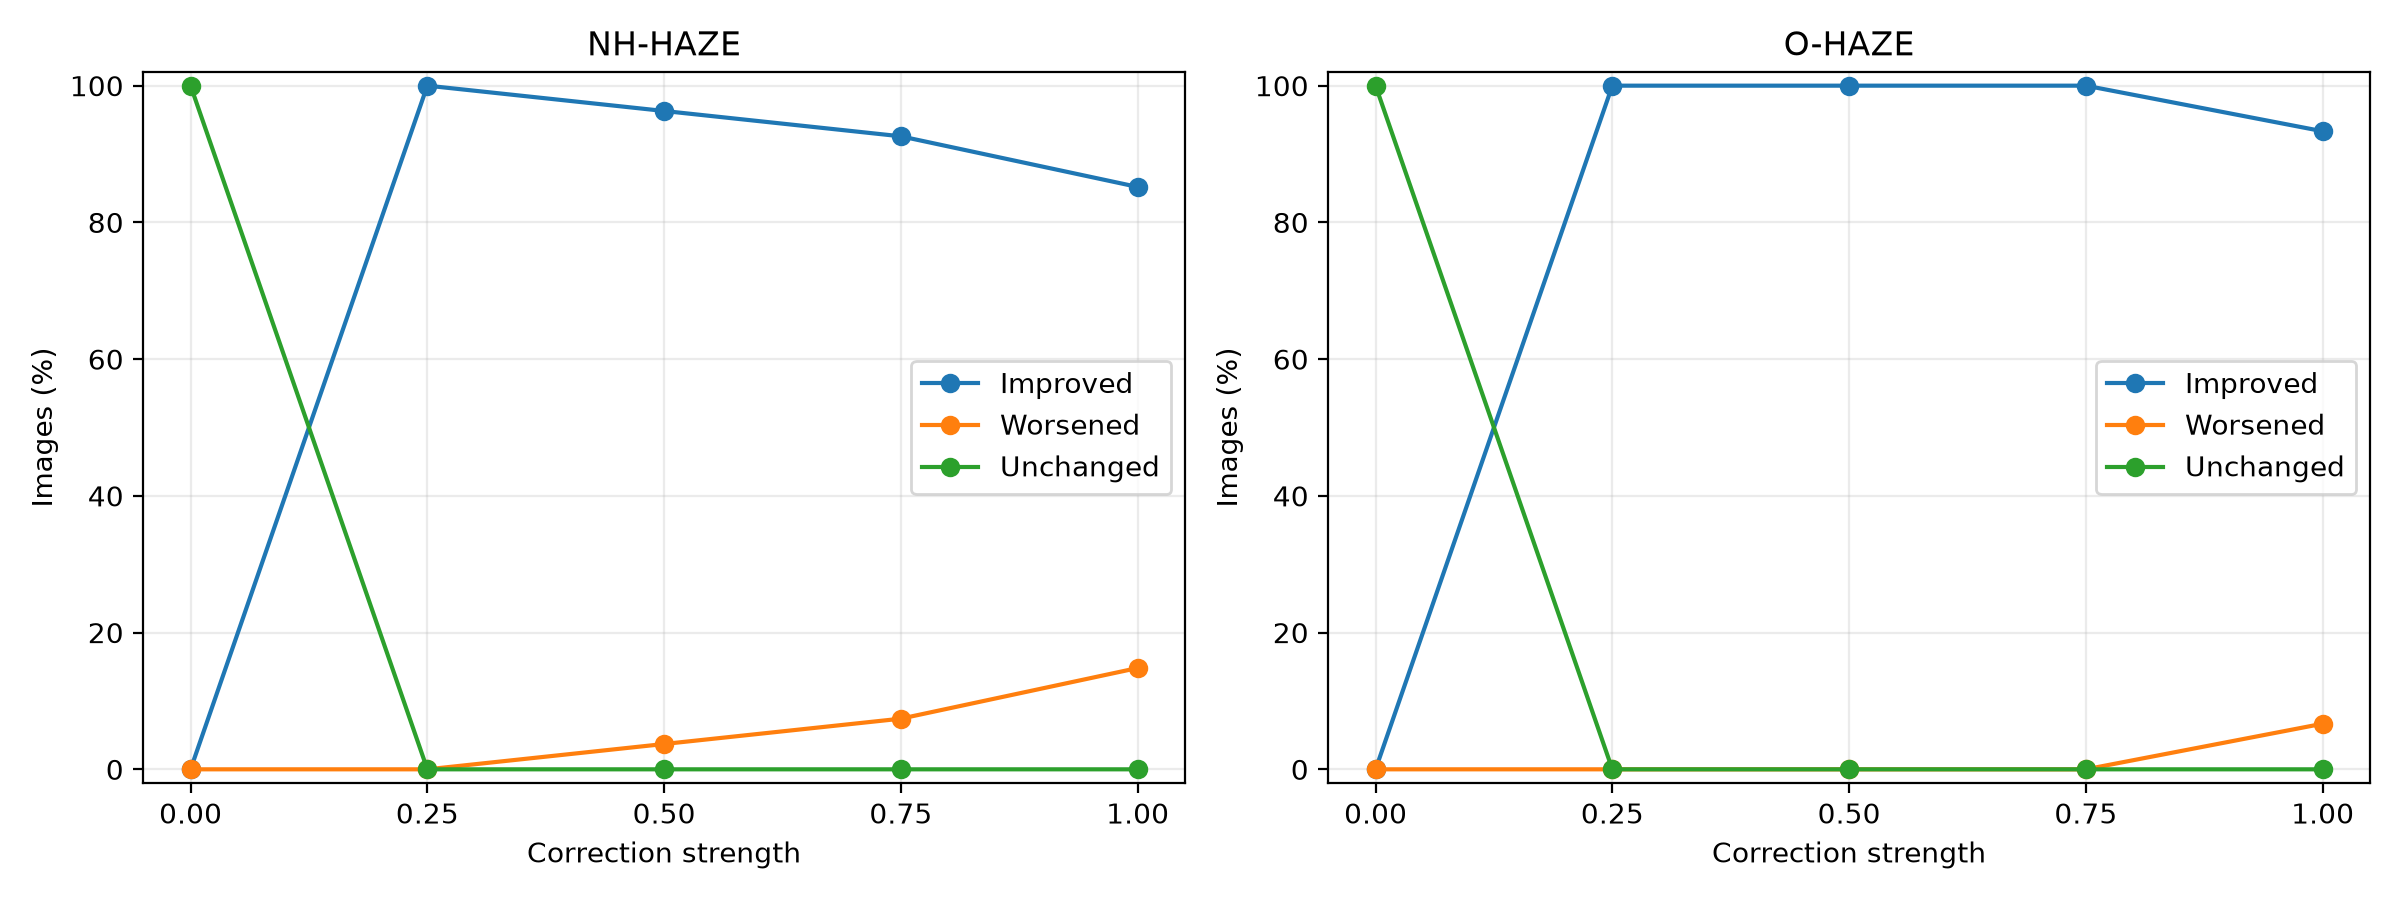 NH-HAZE
100
80
60
40
20
0
Images (%)
Improved
Worsened
Unchanged
0.00 0.25 0.50 0.75 1.00
Correction strength
O-HAZE
100
80
60
40
20
0
Images (%)
Improved
Worsened
Unchanged
0.00 0.25 0.50 0.75 1.00
Correction strength